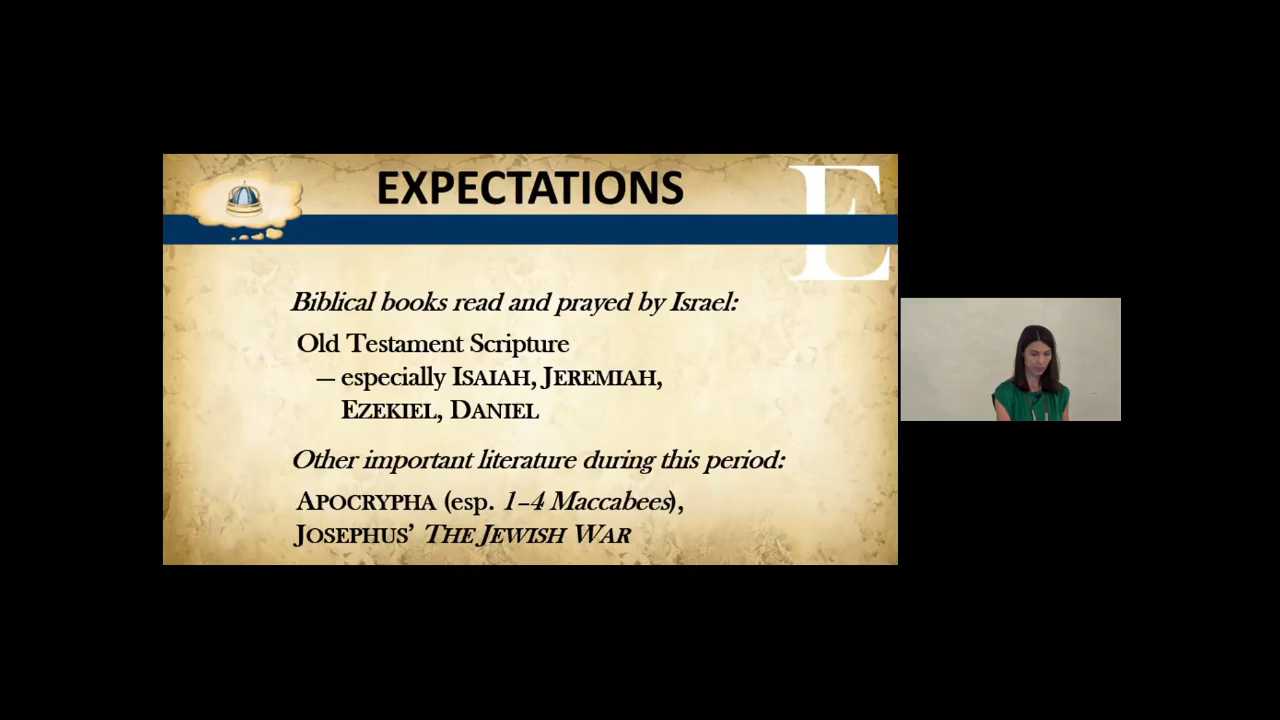 EXPECTATIONS
E
Biblical books read and prayed by Israel:
Old Testament Scripture
— especially ISAIAH, JEREMIAH,
EZEKIEL, DANIEL
Other important literature during this period:
APOCRYPHA (esp. 1–4 Maccabees),
JOSEPHUS’ THE JEWISH WAR